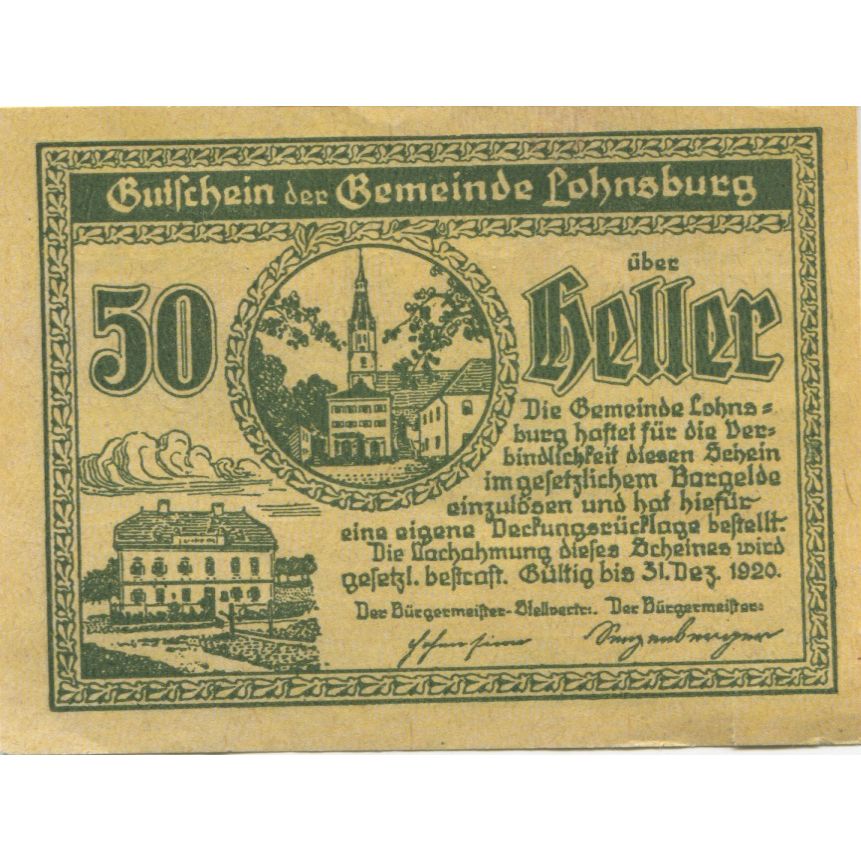 Gutschein der Gemeinde Lohnsburg
50
über
Heller
Die Gemeinde Lohns=
burg haftet für die Ver=
bindlichkeit diesen Schein
im gesetzlichem Bargelde
einzulösen und hat hiefür
eine eigene Deckungsrücklage bestellt.
Die Nachahmung dieses Scheines wird
gesetzl. bestraft. Gültig bis 31. Dez. 1920.
Der Bürgermeister-Stellvertr.: Der Bürgermeister:
Senzenberger